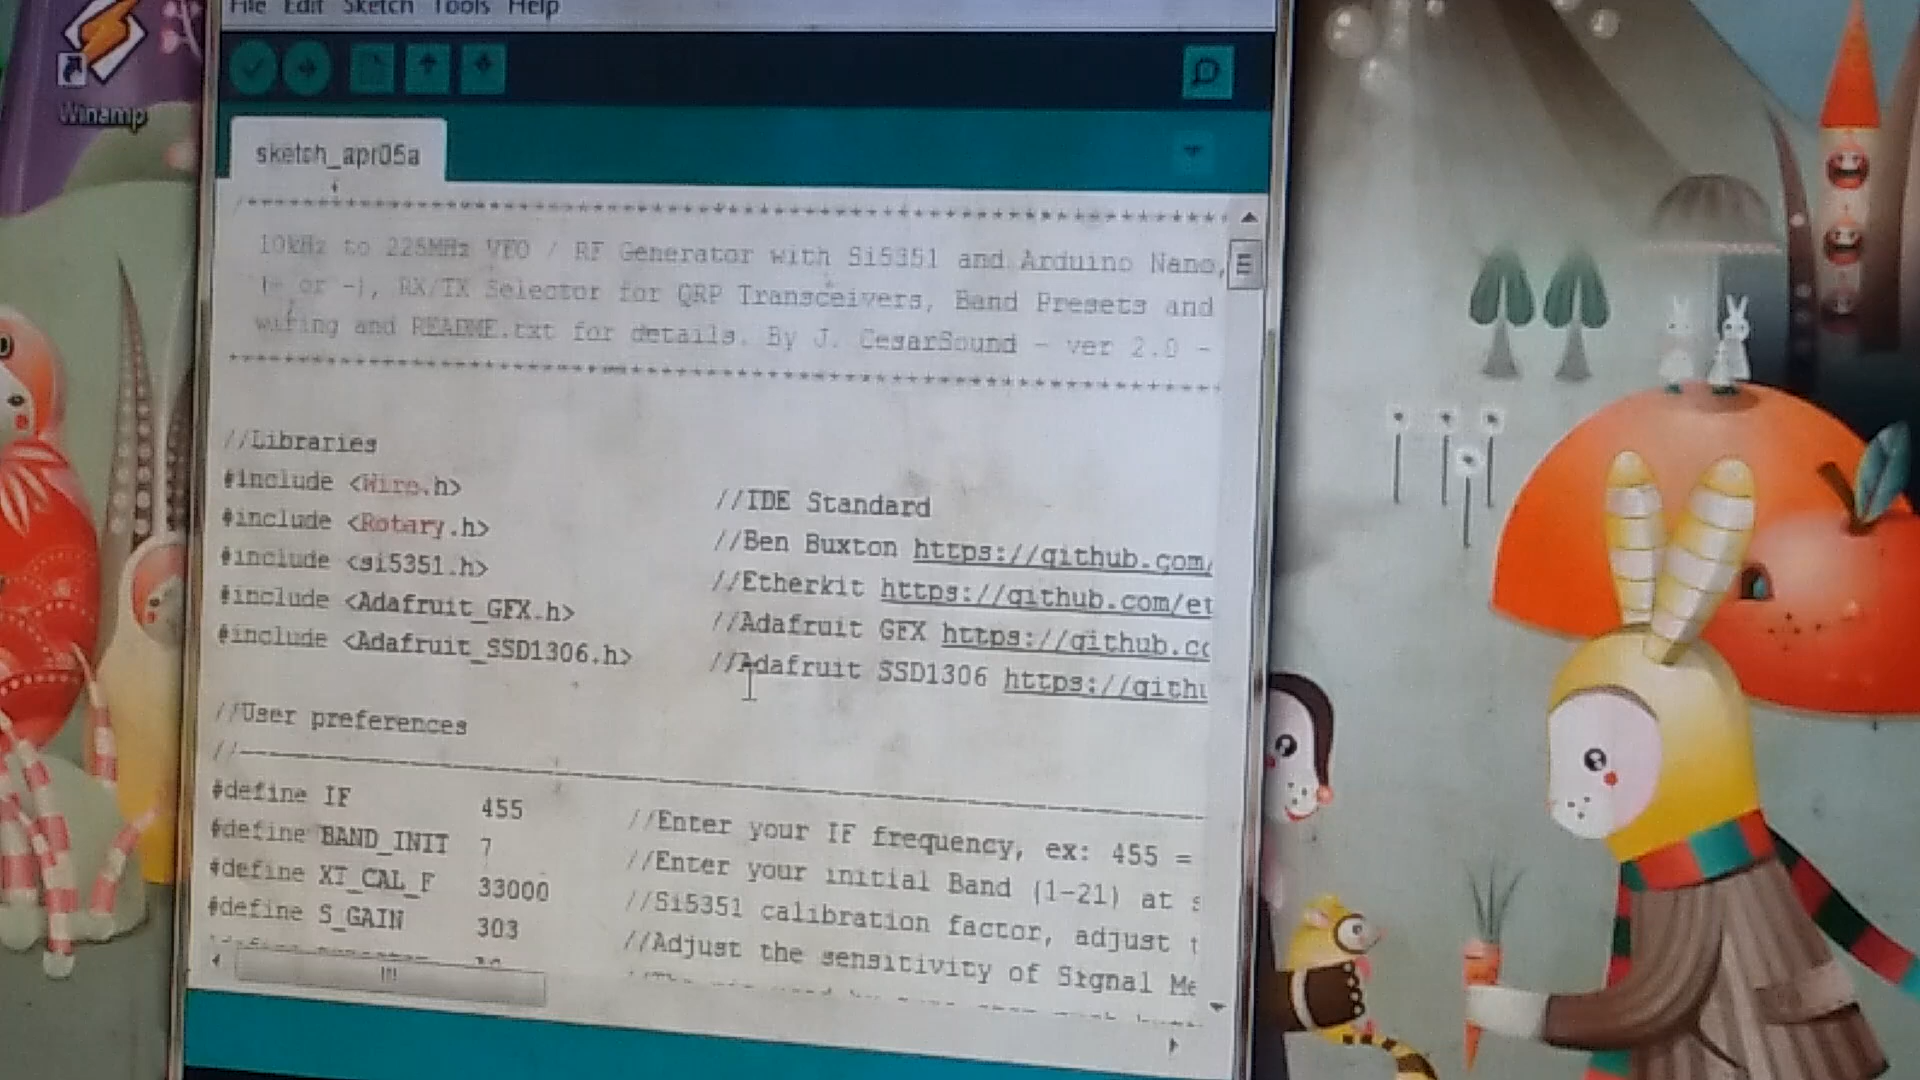 File Edit Sketch Tools Help
Winamp
sketch_apr05a
/*****
10kHz to 225MHz VFO / RF Generator with Si5351 and Arduino Nano,
(+ or -), RX/TX Selector for QRP Transceivers, Band Presets and
wiring and README.txt for details. By J. CesarSound - ver 2.0 -
//Libraries
#include <Wire.h> //IDE Standard
#include <Rotary.h> //Ben Buxton https://github.com/
#include <si5351.h> //Etherkit https://github.com/et
#include <Adafruit_GFX.h> //Adafruit GFX https://github.co
#include <Adafruit_SSD1306.h> //Adafruit SSD1306 https://githu
//User preferences
//
#define IF 455 //Enter your IF frequency, ex: 455 =
#define BAND_INIT 7 //Enter your initial Band (1-21) at s
#define XT_CAL_F 33000 //Si5351 calibration factor, adjust t
#define S_GAIN 303 //Adjust the sensitivity of Signal Me